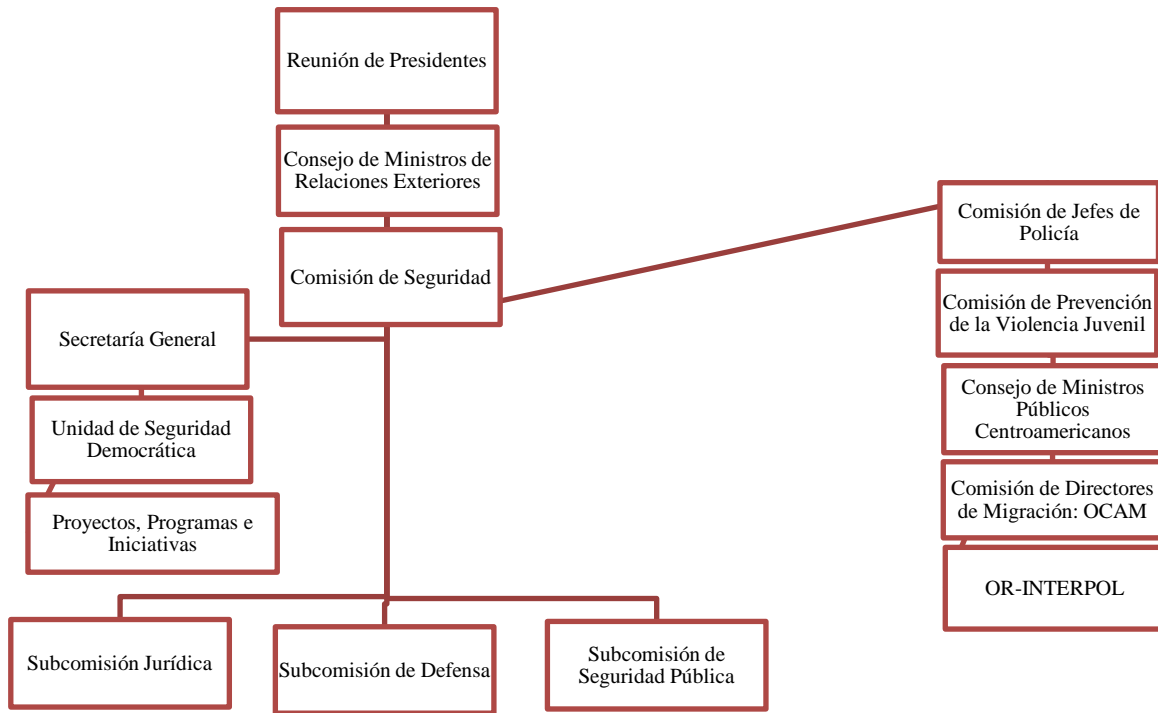 Reunión de Presidentes
Consejo de Ministros de
Relaciones Exteriores
Comisión de Seguridad
Secretaría General
Unidad de Seguridad
Democrática
Proyectos, Programas e
Iniciativas
Subcomisión Jurídica
Subcomisión de Defensa
Subcomisión de
Seguridad Pública
Comisión de Jefes de
Policía
Comisión de Prevención
de la Violencia Juvenil
Consejo de Ministros
Públicos
Centroamericanos
Comisión de Directores
de Migración: OCAM
OR-INTERPOL